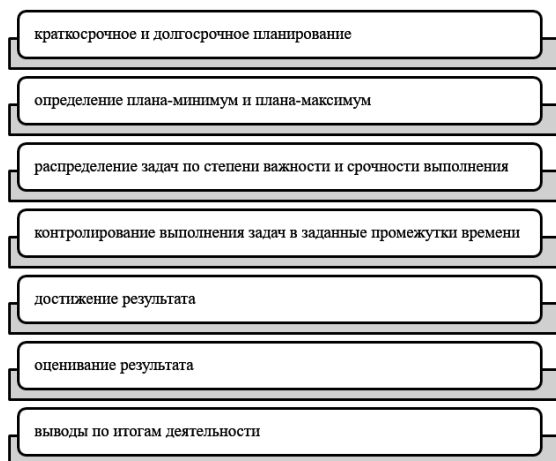 краткосрочное и долгосрочное планирование
определение плана-минимум и плана-максимум
распределение задач по степени важности и срочности выполнения
контролирование выполнения задач в заданные промежутки времени
достижение результата
оценивание результата
выводы по итогам деятельности